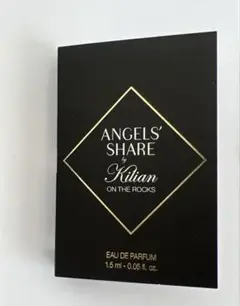 ANGELS'
SHARE
by
Kilian
ON THE ROCKS
EAU DE PARFUM
1.5 ml - 0.05 fl. oz.